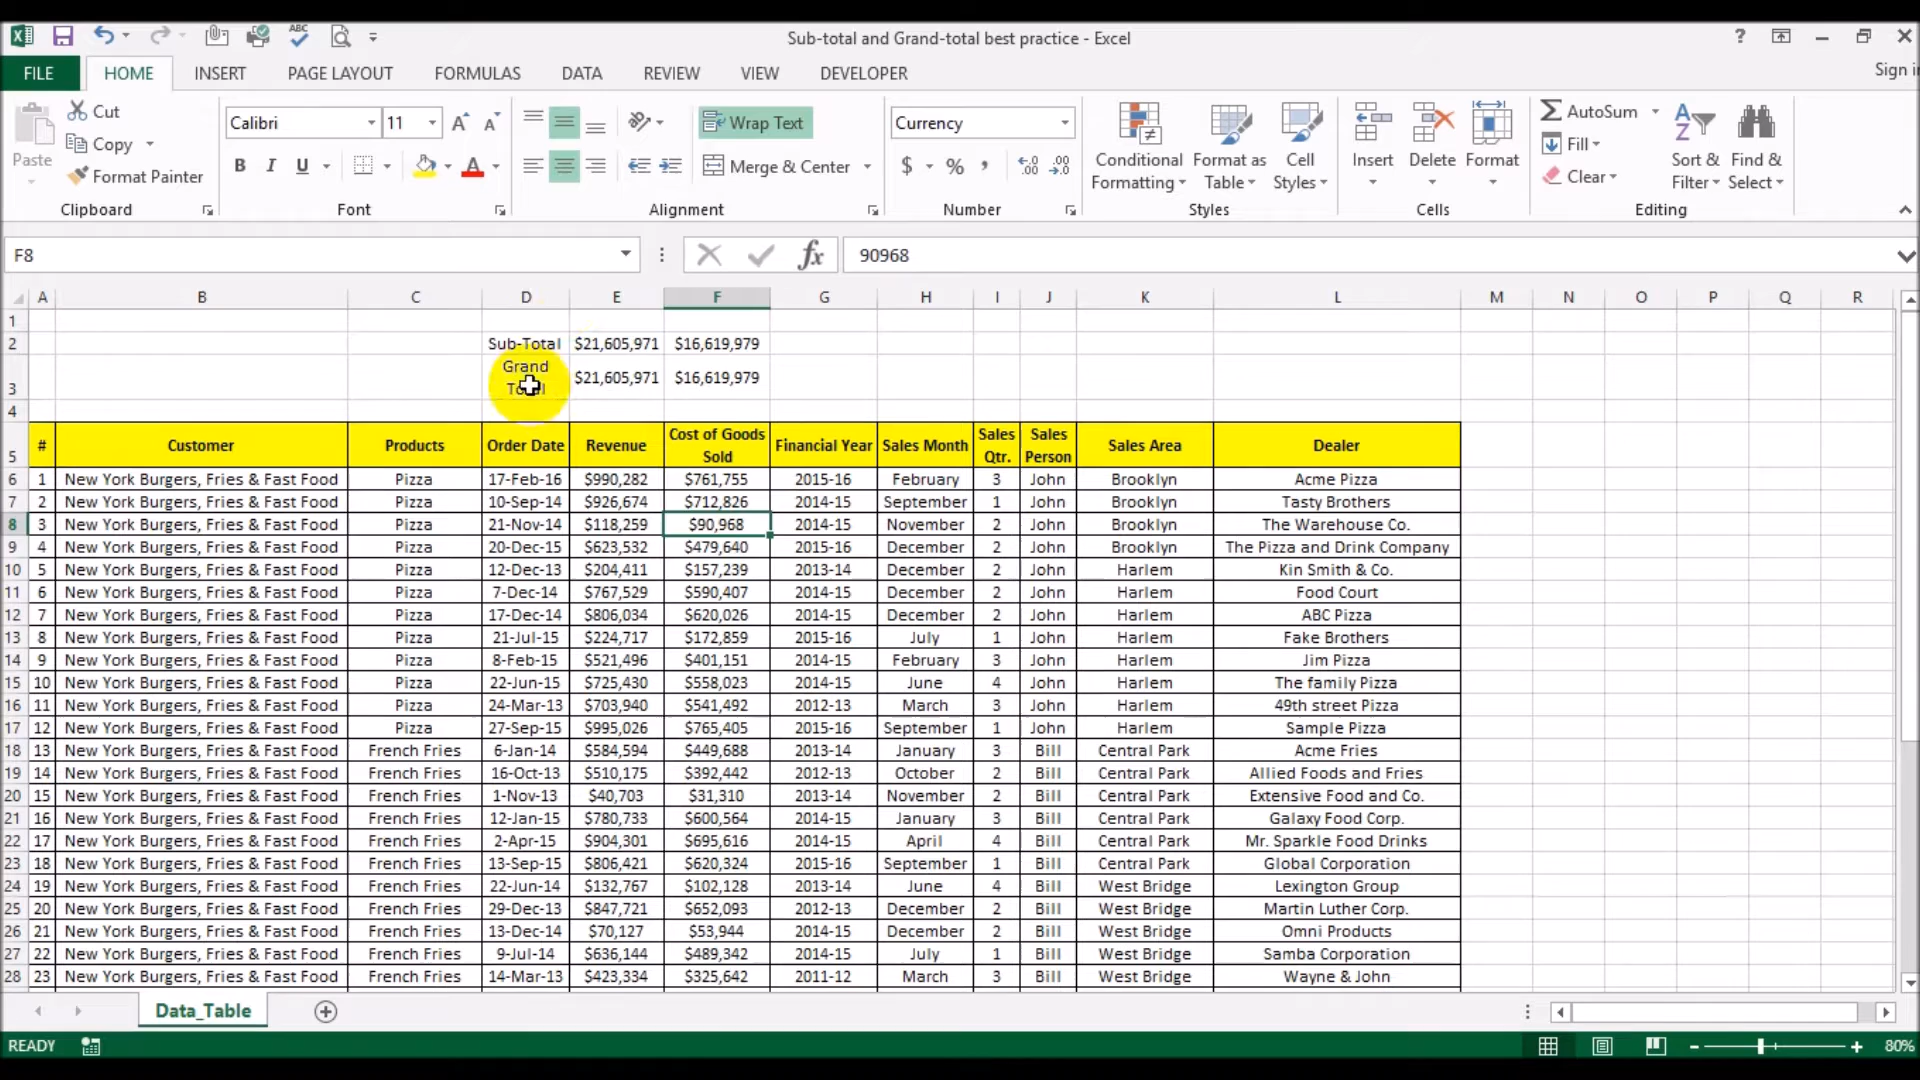 Sub-total and Grand-total best practice - Excel
?
Sign in
FILE HOME INSERT PAGE LAYOUT FORMULAS DATA REVIEW VIEW DEVELOPER
Paste
Cut
Copy
Format Painter
Clipboard
Calibri 11
B I U
Font
Wrap Text
Merge & Center
Alignment
Currency
$ % ,
Number
Conditional Formatting
Format as Table
Cell Styles
Styles
Insert
Delete
Format
Cells
AutoSum
Fill
Clear
Sort & Filter
Find & Select
Editing
F8 fx 90968
A B C D E F G H I J K L M N O P Q R
1
2 Sub-Total $21,605,971 $16,619,979
3 Grand Total $21,605,971 $16,619,979
4
5 # Customer Products Order Date Revenue Cost of Goods Sold Financial Year Sales Month Sales Qtr. Sales Person Sales Area Dealer
6 1 New York Burgers, Fries & Fast Food Pizza 17-Feb-16 $990,282 $761,755 2015-16 February 3 John Brooklyn Acme Pizza
7 2 New York Burgers, Fries & Fast Food Pizza 10-Sep-14 $926,674 $712,826 2014-15 September 1 John Brooklyn Tasty Brothers
8 3 New York Burgers, Fries & Fast Food Pizza 21-Nov-14 $118,259 $90,968 2014-15 November 2 John Brooklyn The Warehouse Co.
9 4 New York Burgers, Fries & Fast Food Pizza 20-Dec-15 $623,532 $479,640 2015-16 December 2 John Brooklyn The Pizza and Drink Company
10 5 New York Burgers, Fries & Fast Food Pizza 12-Dec-13 $204,411 $157,239 2013-14 December 2 John Harlem Kin Smith & Co.
11 6 New York Burgers, Fries & Fast Food Pizza 7-Dec-14 $767,529 $590,407 2014-15 December 2 John Harlem Food Court
12 7 New York Burgers, Fries & Fast Food Pizza 17-Dec-14 $806,034 $620,026 2014-15 December 2 John Harlem ABC Pizza
13 8 New York Burgers, Fries & Fast Food Pizza 21-Jul-15 $224,717 $172,859 2015-16 July 1 John Harlem Fake Brothers
14 9 New York Burgers, Fries & Fast Food Pizza 8-Feb-15 $521,496 $401,151 2014-15 February 3 John Harlem Jim Pizza
15 10 New York Burgers, Fries & Fast Food Pizza 22-Jun-15 $725,430 $558,023 2014-15 June 4 John Harlem The family Pizza
16 11 New York Burgers, Fries & Fast Food Pizza 24-Mar-13 $703,940 $541,492 2012-13 March 3 John Harlem 49th street Pizza
17 12 New York Burgers, Fries & Fast Food Pizza 27-Sep-15 $995,026 $765,405 2015-16 September 1 John Harlem Sample Pizza
18 13 New York Burgers, Fries & Fast Food French Fries 6-Jan-14 $584,594 $449,688 2013-14 January 3 Bill Central Park Acme Fries
19 14 New York Burgers, Fries & Fast Food French Fries 16-Oct-13 $510,175 $392,442 2012-13 October 2 Bill Central Park Allied Foods and Fries
20 15 New York Burgers, Fries & Fast Food French Fries 1-Nov-13 $40,703 $31,310 2013-14 November 2 Bill Central Park Extensive Food and Co.
21 16 New York Burgers, Fries & Fast Food French Fries 12-Jan-15 $780,733 $600,564 2014-15 January 3 Bill Central Park Galaxy Food Corp.
22 17 New York Burgers, Fries & Fast Food French Fries 2-Apr-15 $904,301 $695,616 2014-15 April 4 Bill Central Park Mr. Sparkle Food Drinks
23 18 New York Burgers, Fries & Fast Food French Fries 13-Sep-15 $806,421 $620,324 2015-16 September 1 Bill Central Park Global Corporation
24 19 New York Burgers, Fries & Fast Food French Fries 22-Jun-14 $132,767 $102,128 2013-14 June 4 Bill West Bridge Lexington Group
25 20 New York Burgers, Fries & Fast Food French Fries 29-Dec-13 $847,721 $652,093 2012-13 December 2 Bill West Bridge Martin Luther Corp.
26 21 New York Burgers, Fries & Fast Food French Fries 13-Dec-14 $70,127 $53,944 2014-15 December 2 Bill West Bridge Omni Products
27 22 New York Burgers, Fries & Fast Food French Fries 9-Jul-14 $636,144 $489,342 2014-15 July 1 Bill West Bridge Samba Corporation
28 23 New York Burgers, Fries & Fast Food French Fries 14-Mar-13 $423,334 $325,642 2011-12 March 3 Bill West Bridge Wayne & John
Data_Table
READY 80%